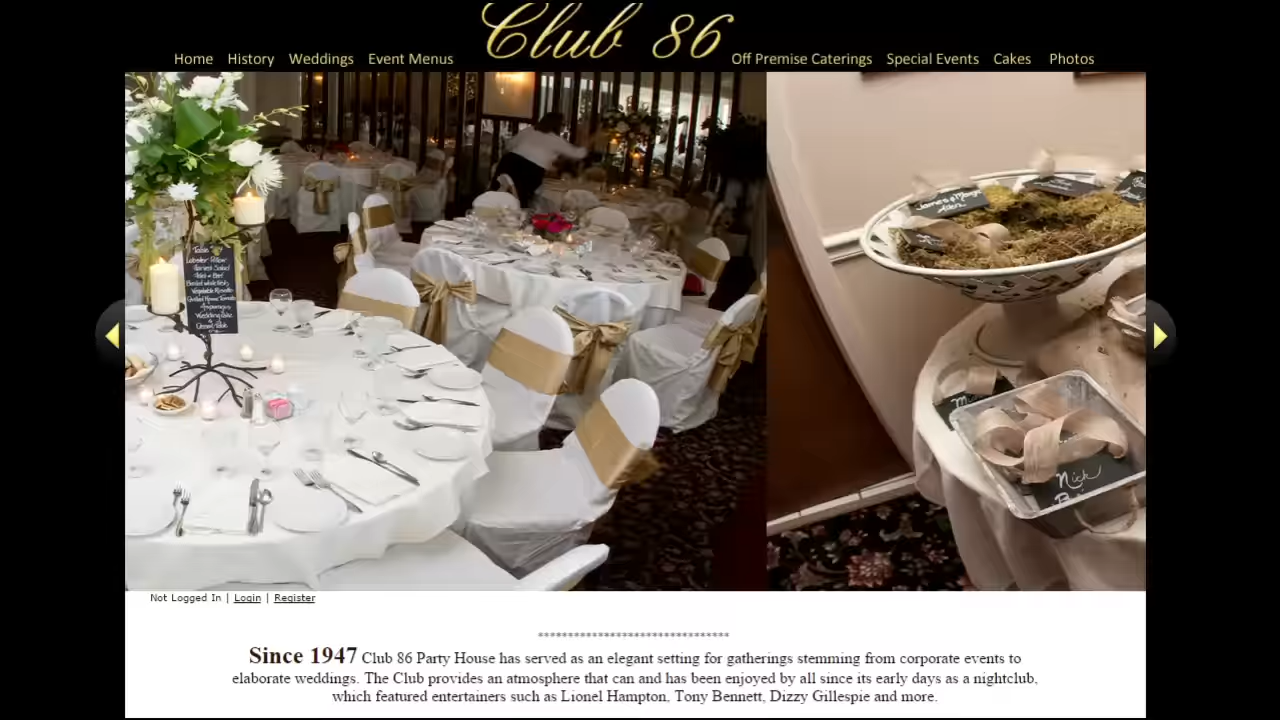 Club 86
Home History Weddings Event Menus Off Premise Caterings Special Events Cakes Photos
Nick
Not Logged In | Login | Register
********************************
Since 1947 Club 86 Party House has served as an elegant setting for gatherings stemming from corporate events to
elaborate weddings. The Club provides an atmosphere that can and has been enjoyed by all since its early days as a nightclub,
which featured entertainers such as Lionel Hampton, Tony Bennett, Dizzy Gillespie and more.